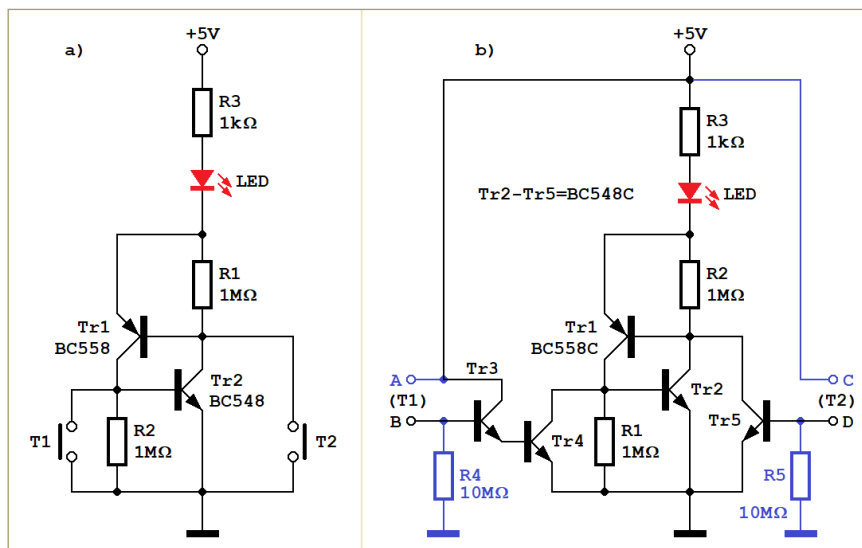 a)
+5V
R3
1kΩ
LED
R1
1MΩ
Tr1
BC558
Tr2
BC548
T1
R2
1MΩ
T2
b)
+5V
R3
1kΩ
Tr2-Tr5=BC548C
LED
R2
1MΩ
Tr1
BC558C
A
Tr3
C
(T1)
(T2)
B
Tr2
Tr5
D
Tr4
R1
1MΩ
R4
10MΩ
R5
10MΩ